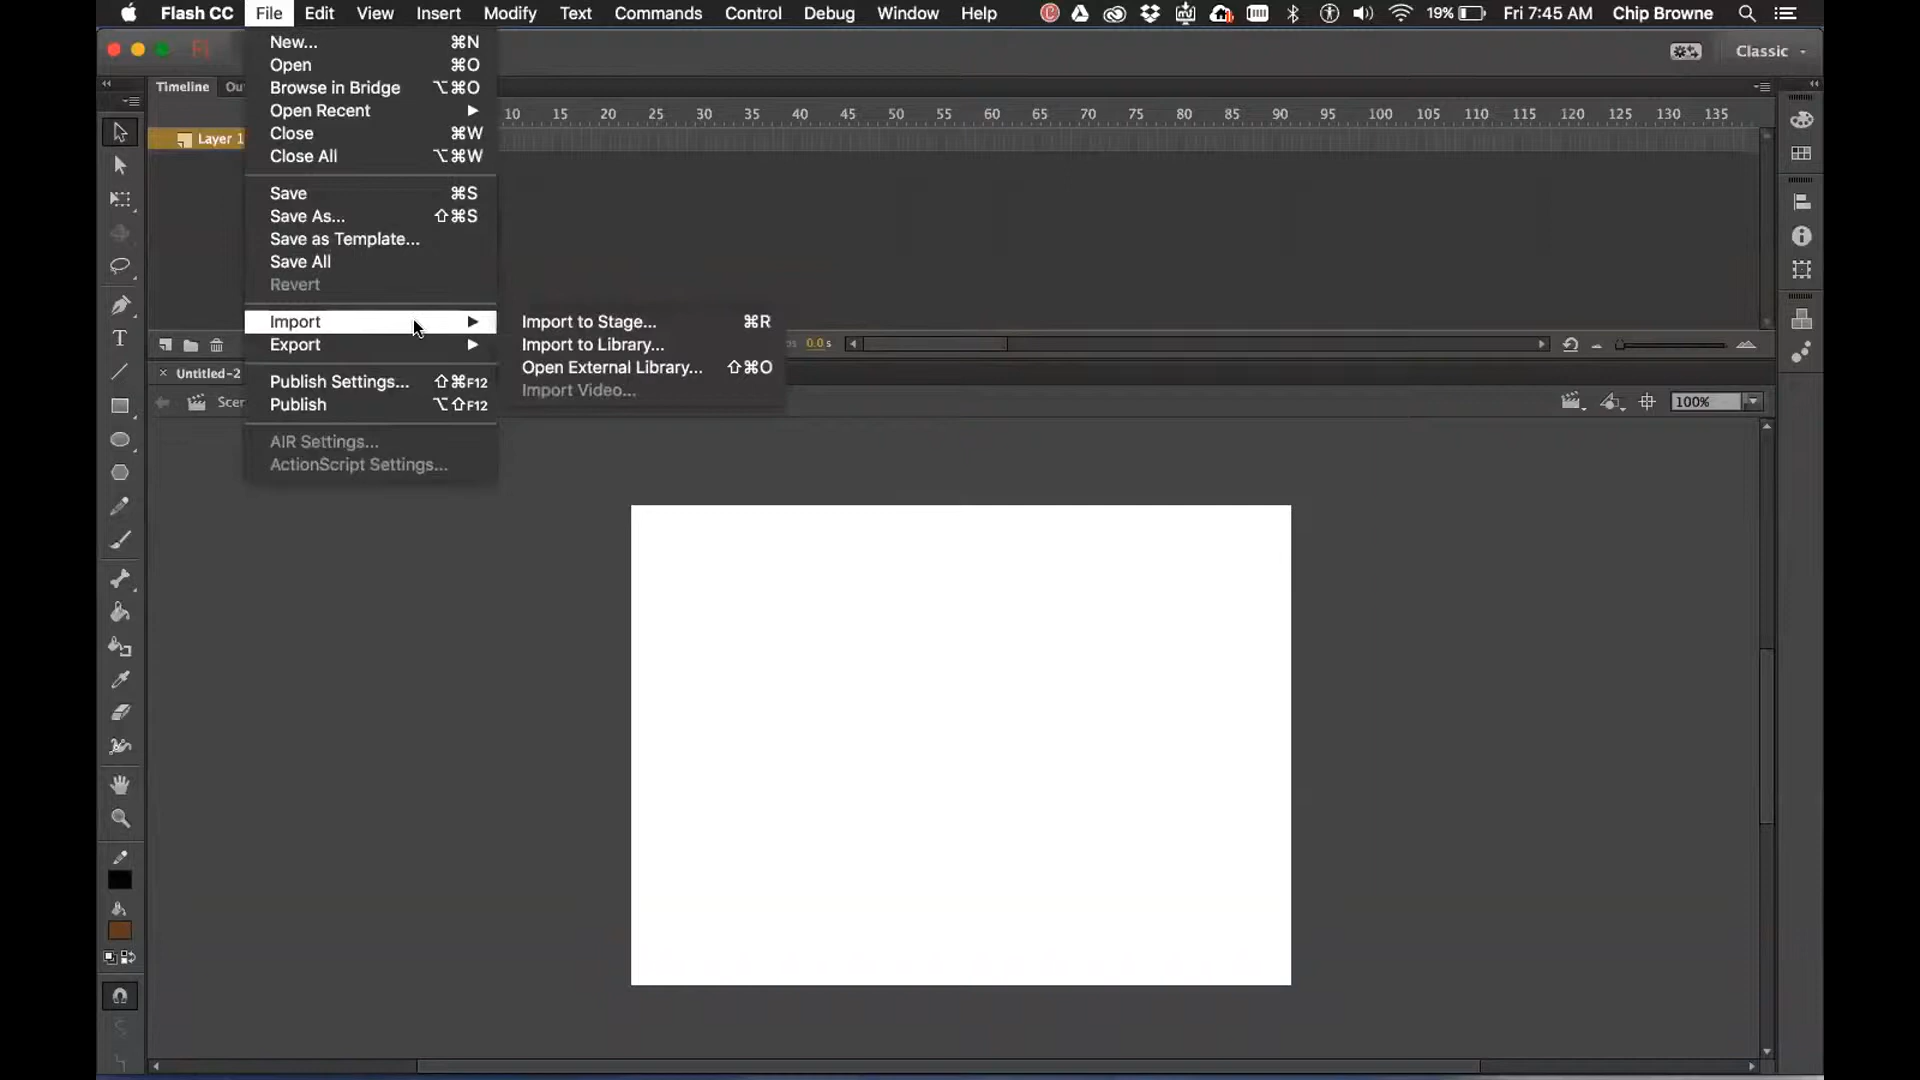 Flash CC File Edit View Insert Modify Text Commands Control Debug Window Help 19% Fri 7:45 AM Chip Browne
Fl
Classic
New... ⌘N
Open ⌘O
Browse in Bridge ⌥⌘O
Open Recent
Close ⌘W
Close All ⌥⌘W
Save ⌘S
Save As... ⇧⌘S
Save as Template...
Save All
Revert
Import
Export
Publish Settings... ⇧⌘F12
Publish ⌥⇧F12
AIR Settings...
ActionScript Settings...
Import to Stage... ⌘R
Import to Library...
Open External Library... ⇧⌘O
Import Video...
Timeline Ou
10 15 20 25 30 35 40 45 50 55 60 65 70 75 80 85 90 95 100 105 110 115 120 125 130 135
Layer 1
T
ps 0.0 s
× Untitled-2
Scen
100%